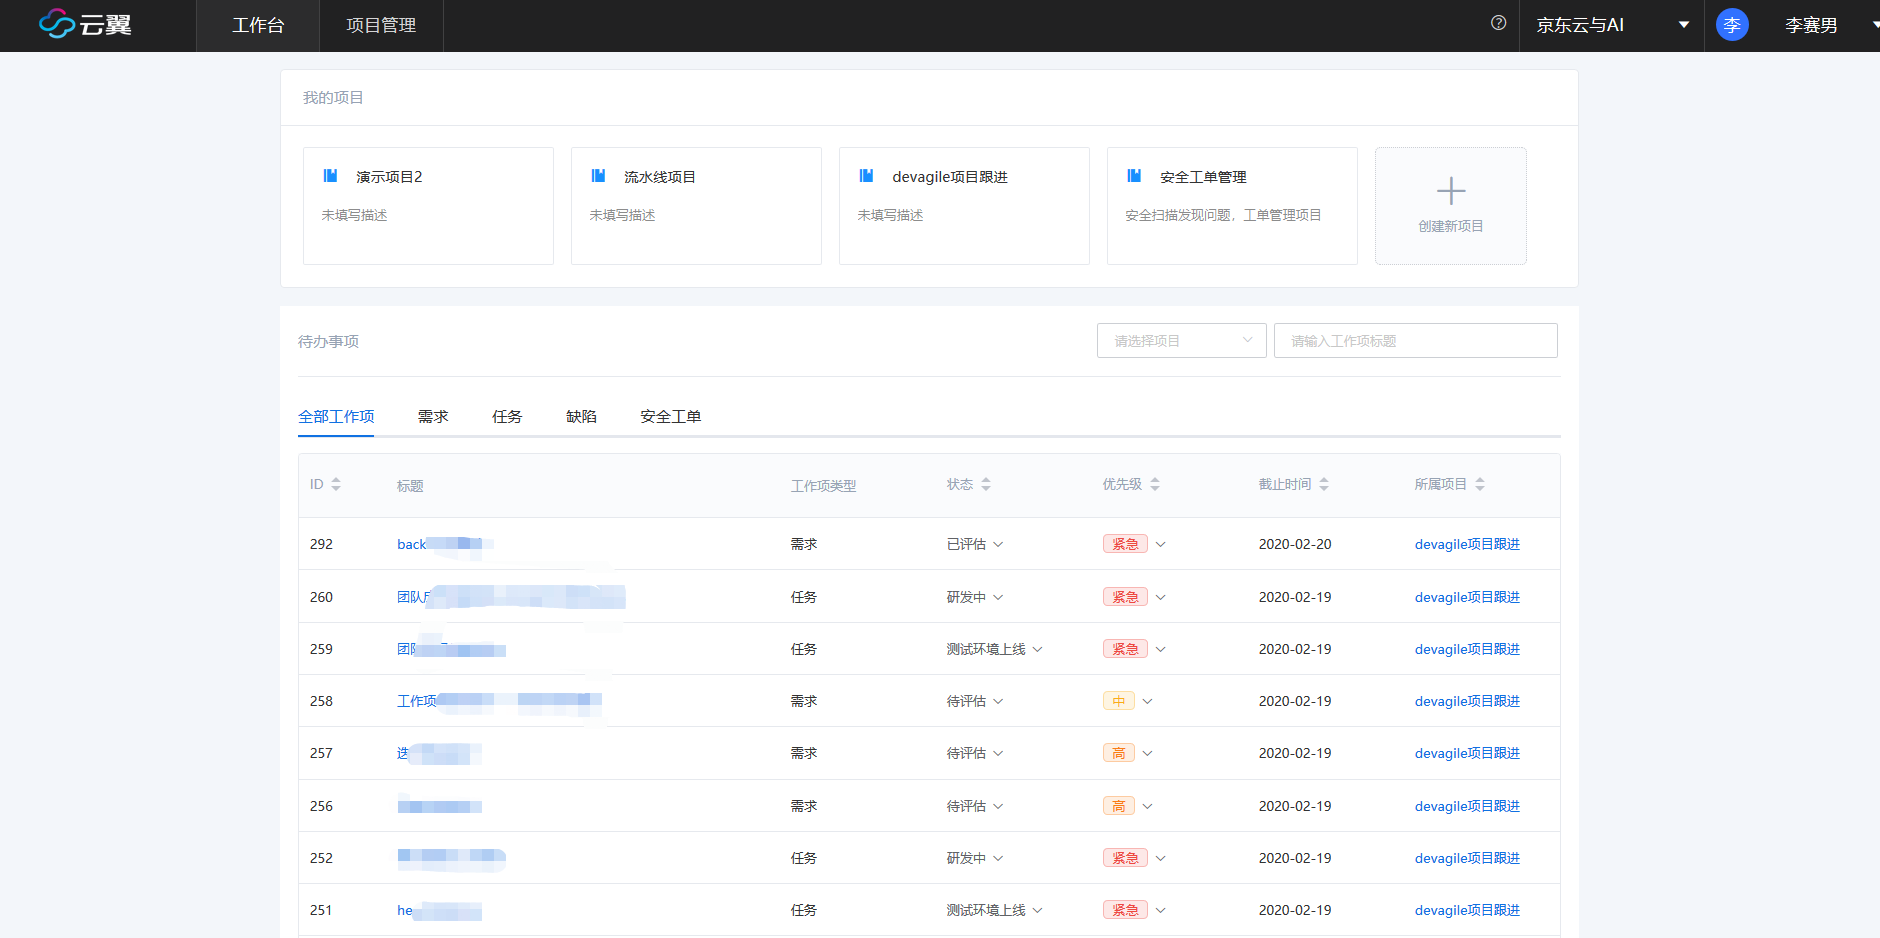 云翼 工作台 项目管理 京东云与AI 李 李赛男
我的项目
演示项目2 流水线项目 devagile项目跟进 安全工单管理
未填写描述 未填写描述 未填写描述 安全扫描发现问题，工单管理项目 创建新项目
待办事项 请选择项目 请输入工作项标题
全部工作项 需求 任务 缺陷 安全工单
ID 标题 工作项类型 状态 优先级 截止时间 所属项目
292 back 需求 已评估 紧急 2020-02-20 devagile项目跟进
260 团队 任务 研发中 紧急 2020-02-19 devagile项目跟进
259 团队 任务 测试环境上线 紧急 2020-02-19 devagile项目跟进
258 工作项 需求 待评估 中 2020-02-19 devagile项目跟进
257 迭 需求 待评估 高 2020-02-19 devagile项目跟进
256 需求 待评估 高 2020-02-19 devagile项目跟进
252 任务 研发中 紧急 2020-02-19 devagile项目跟进
251 he 任务 测试环境上线 紧急 2020-02-19 devagile项目跟进